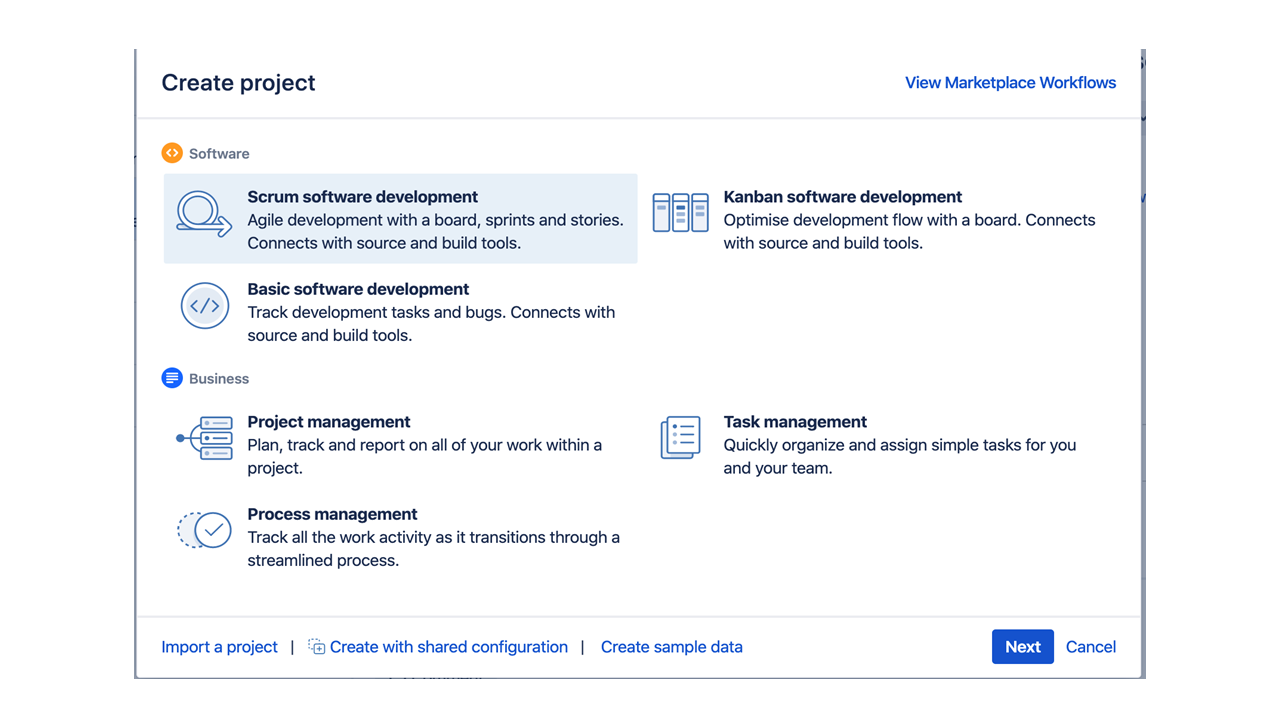 Create project
View Marketplace Workflows
Software
Scrum software development
Agile development with a board, sprints and stories.
Connects with source and build tools.
Kanban software development
Optimise development flow with a board. Connects
with source and build tools.
Basic software development
Track development tasks and bugs. Connects with
source and build tools.
Business
Project management
Plan, track and report on all of your work within a
project.
Task management
Quickly organize and assign simple tasks for you
and your team.
Process management
Track all the work activity as it transitions through a
streamlined process.
Import a project | Create with shared configuration | Create sample data
Next Cancel